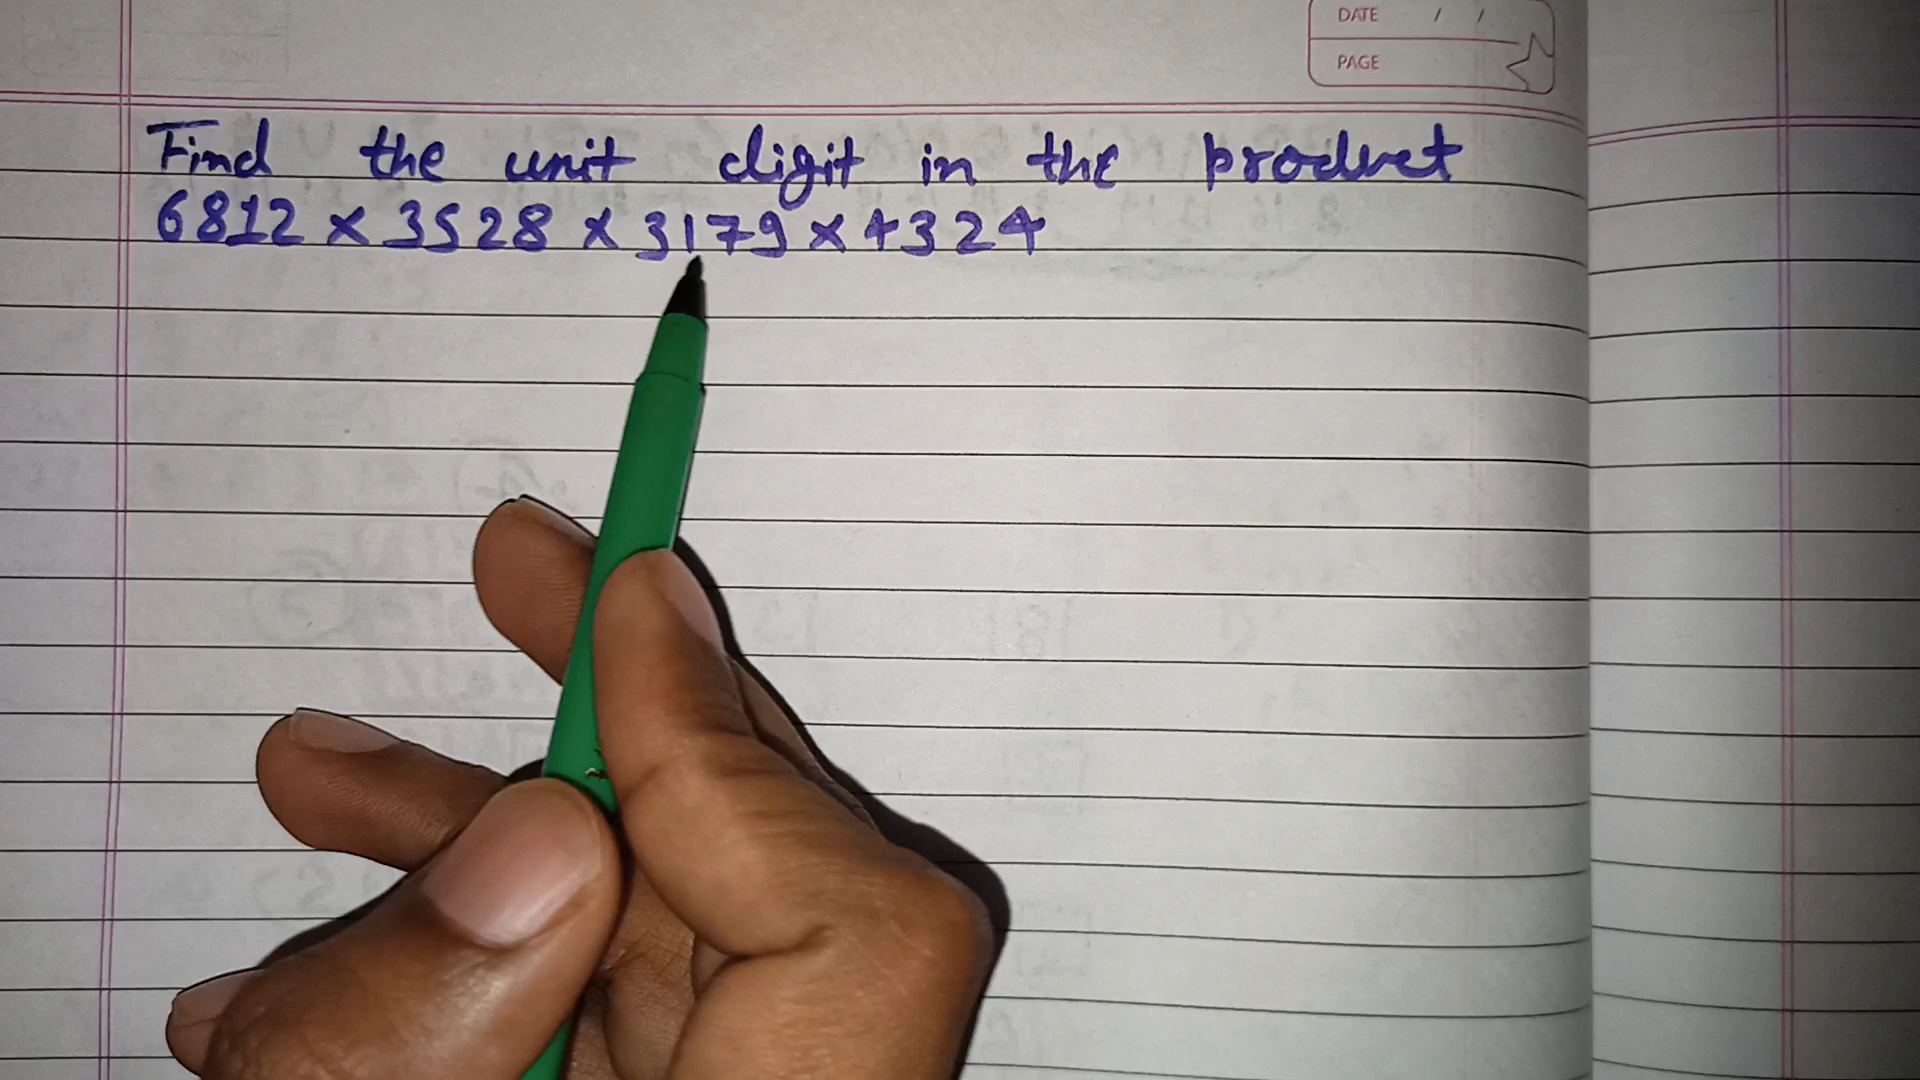 DATE / /
PAGE
Find the unit digit in the product
6812 × 3528 × 3179 × 4324